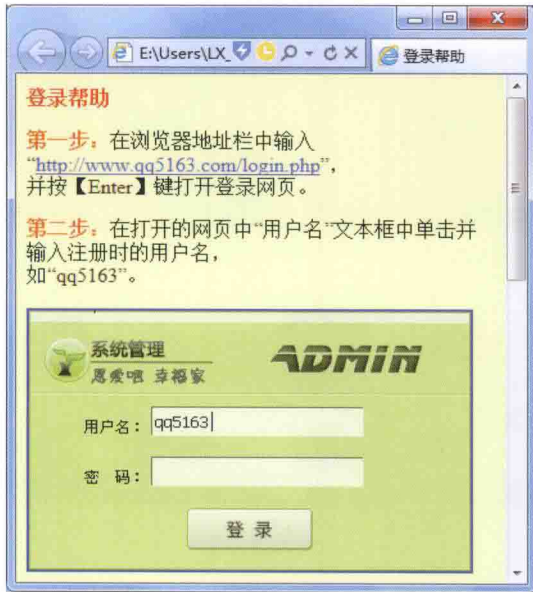 E:\Users\LX_
登录帮助
登录帮助
第一步：在浏览器地址栏中输入
“http://www.qq5163.com/login.php”，
并按【Enter】键打开登录网页。
第二步：在打开的网页中“用户名”文本框中单击并
输入注册时的用户名，
如“qq5163”。
系统管理
ADMIN
恩爱吧 幸福家
用户名：
qq5163
密 码：
登 录